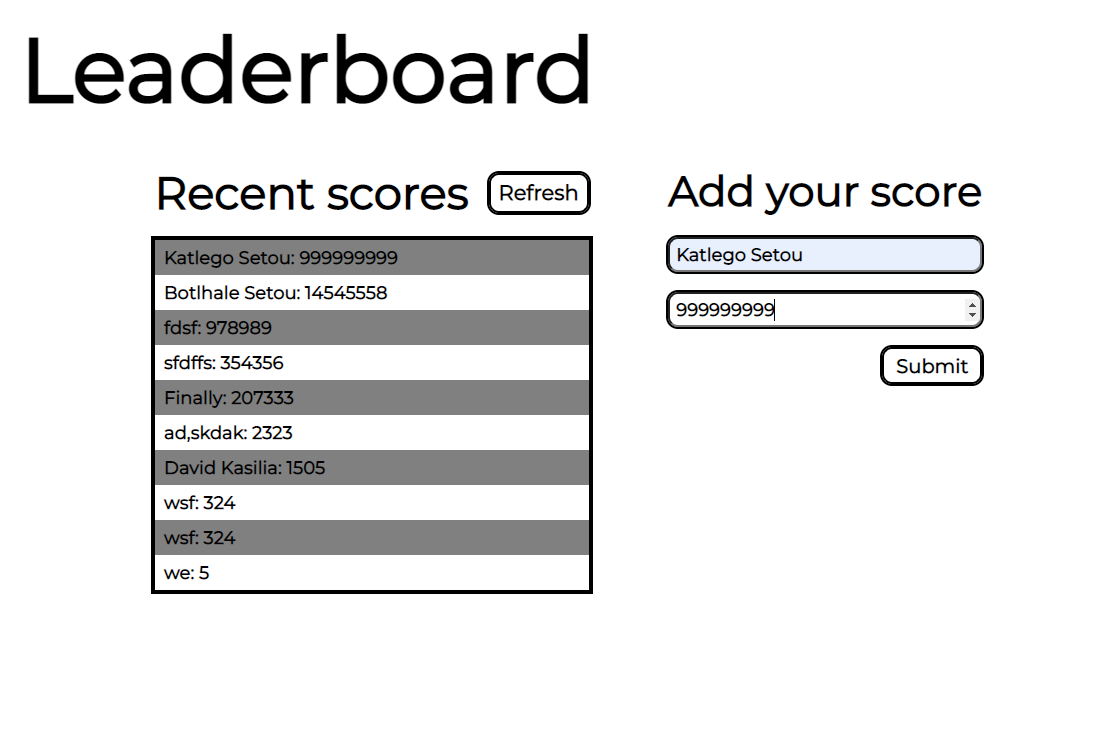 Leaderboard
Recent scores
Refresh
Katlego Setou: 999999999
Botlhale Setou: 14545558
fdsf: 978989
sfdffs: 354356
Finally: 207333
ad,skdak: 2323
David Kasilia: 1505
wsf: 324
wsf: 324
we: 5
Add your score
Katlego Setou
999999999
Submit